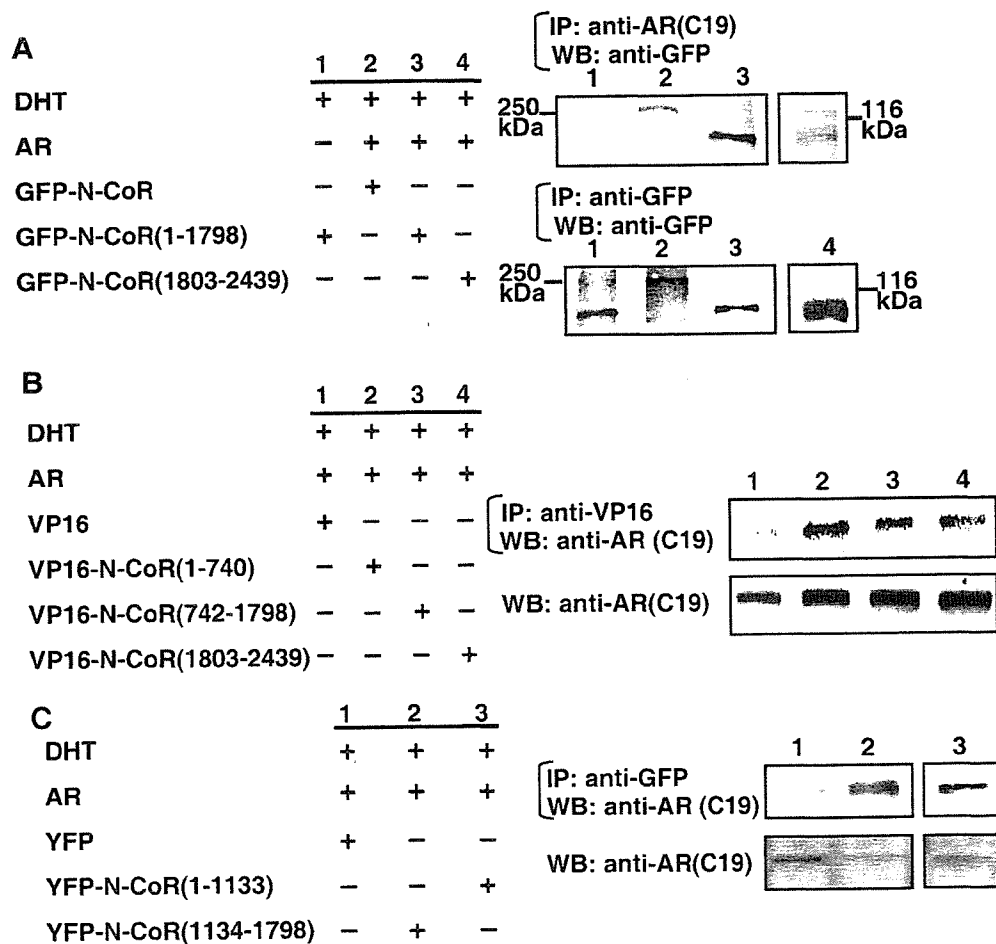 A
1 2 3 4
DHT + + + +
AR – + + +
GFP-N-CoR – + – –
GFP-N-CoR(1-1798) + – + –
GFP-N-CoR(1803-2439) – – – +
IP: anti-AR(C19)
WB: anti-GFP
1 2 3
250
kDa
116
kDa
IP: anti-GFP
WB: anti-GFP
1 2 3 4
250
kDa
116
kDa
B
1 2 3 4
DHT + + + +
AR + + + +
VP16 + – – –
VP16-N-CoR(1-740) – + – –
VP16-N-CoR(742-1798) – – + –
VP16-N-CoR(1803-2439) – – – +
1 2 3 4
IP: anti-VP16
WB: anti-AR (C19)
WB: anti-AR(C19)
C
1 2 3
DHT + + +
AR + + +
YFP + – –
YFP-N-CoR(1-1133) – – +
YFP-N-CoR(1134-1798) – + –
1 2 3
IP: anti-GFP
WB: anti-AR (C19)
WB: anti-AR(C19)